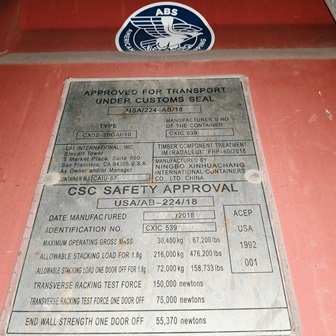 ABS
APPROVED FOR TRANSPORT
UNDER CUSTOMS SEAL
USA/224-AB/18
TYPE
MANUFACTURER'S NO
OF THE CONTAINER
CXIC 539
UES INTERNATIONAL INC.
Steuart Tower
1 Market Plaza, Suite 900
San Francisco, CA 94105 U.S.A.
As Owner and/or Manager
TIMBER COMPONENT TREATMENT
MANUFACTURED BY
NINGBO XINHUACHANG
INTERNATIONAL CONTAINERS
CO., LTD CHINA
CSC SAFETY APPROVAL
USA/AB-224/18
DATE MANUFACTURED /2018
IDENTIFICATION NO. CXIC 539
MAXIMUM OPERATING GROSS MASS 30,480 kg 67,200 lbs
ALLOWABLE STACKING LOAD FOR 1.8g 216,000 kg 476,200 lbs
ALLOWABLE STACKING LOAD ONE DOOR OFF FOR 1.8g 72,000 kg 158,733 lbs
TRANSVERSE RACKING TEST FORCE 150,000 newtons
TRANSVERSE RACKING TEST FORCE ONE DOOR OFF 75,000 newtons
END WALL STRENGTH ONE DOOR OFF 55,370 newtons
ACEP
USA
1992
001